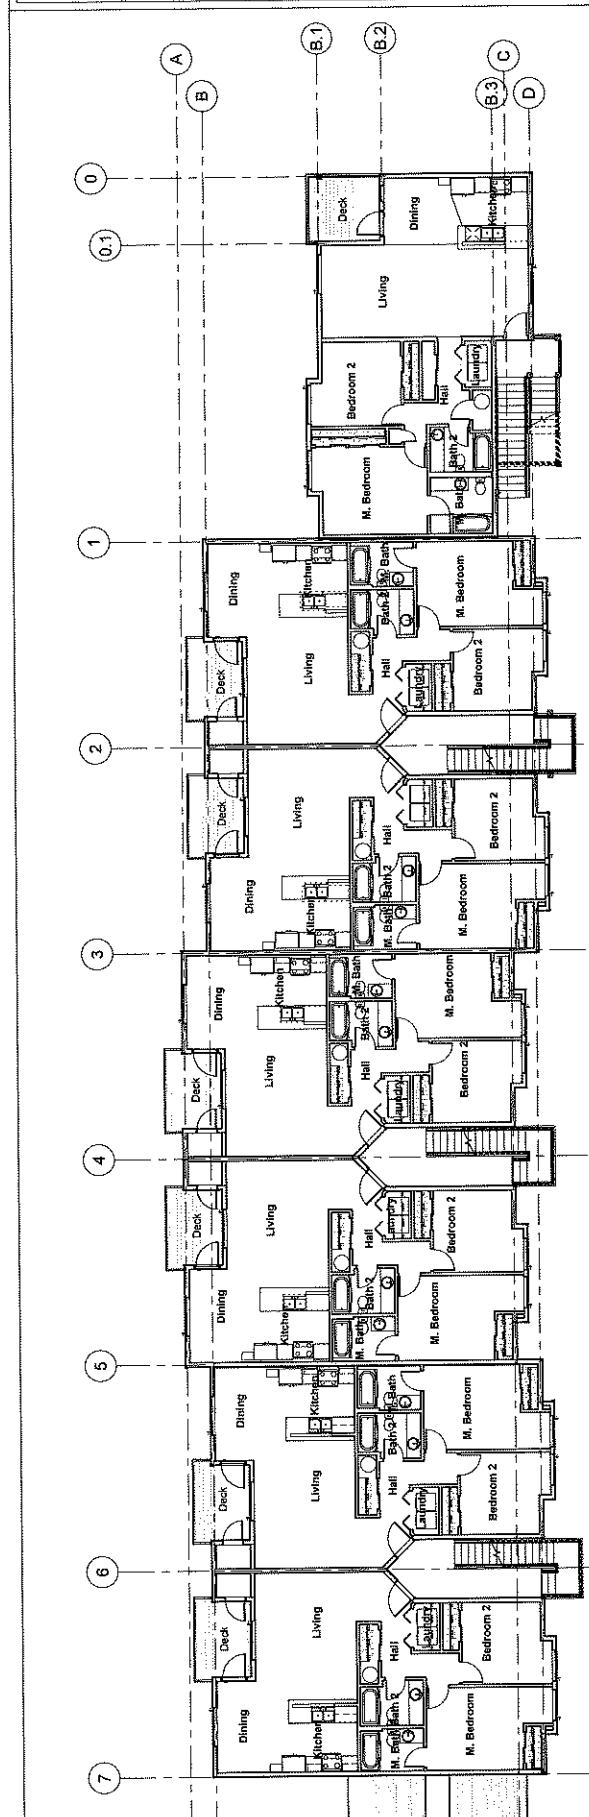 A
B
B.1
B.2
C
B.3
D
0
0.1
Deck
Dining
Kitchen
Living
Bedroom 2
Hall
Laundry
M. Bedroom
Bath 2
M. Bath
1
Dining
Kitchen
Bath
Bath 2
M. Bedroom
Living
Hall
Deck
Laundry
Bedroom 2
2
Deck
Living
Hall
Bedroom 2
Dining
Kitchen
Bath 2
M. Bath
M. Bedroom
3
Dining
Kitchen
M. Bath
Bath 2
M. Bedroom
Living
Hall
Deck
Laundry
Bedroom 2
4
Deck
Living
Hall
Laundry
Bedroom 2
Dining
Kitchen
Bath 2
M. Bath
M. Bedroom
5
Dining
Kitchen
Bath
Bath 2
M. Bedroom
Living
Hall
Deck
Laundry
Bedroom 2
6
Deck
Living
Hall
Laundry
Bedroom 2
Dining
Kitchen
Bath 2
M. Bath
M. Bedroom
7